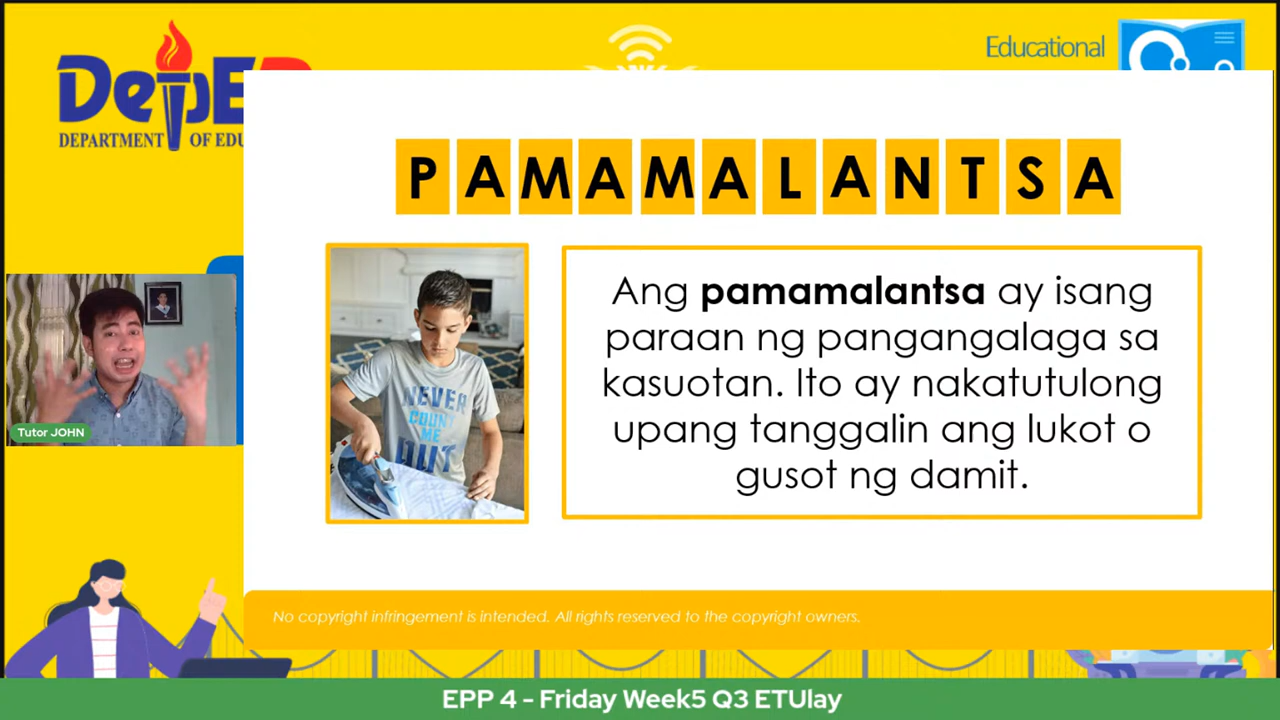 DepE
DEPARTMENT OF EDU
Educational
PAMAMALANTSA
NEVER
COUNT
ME
OUT
Ang pamamalantsa ay isang
paraan ng pangangalaga sa
kasuotan. Ito ay nakatutulong
upang tanggalin ang lukot o
gusot ng damit.
Tutor JOHN
No copyright infringement is intended. All rights reserved to the copyright owners.
EPP 4 - Friday Week5 Q3 ETUlay